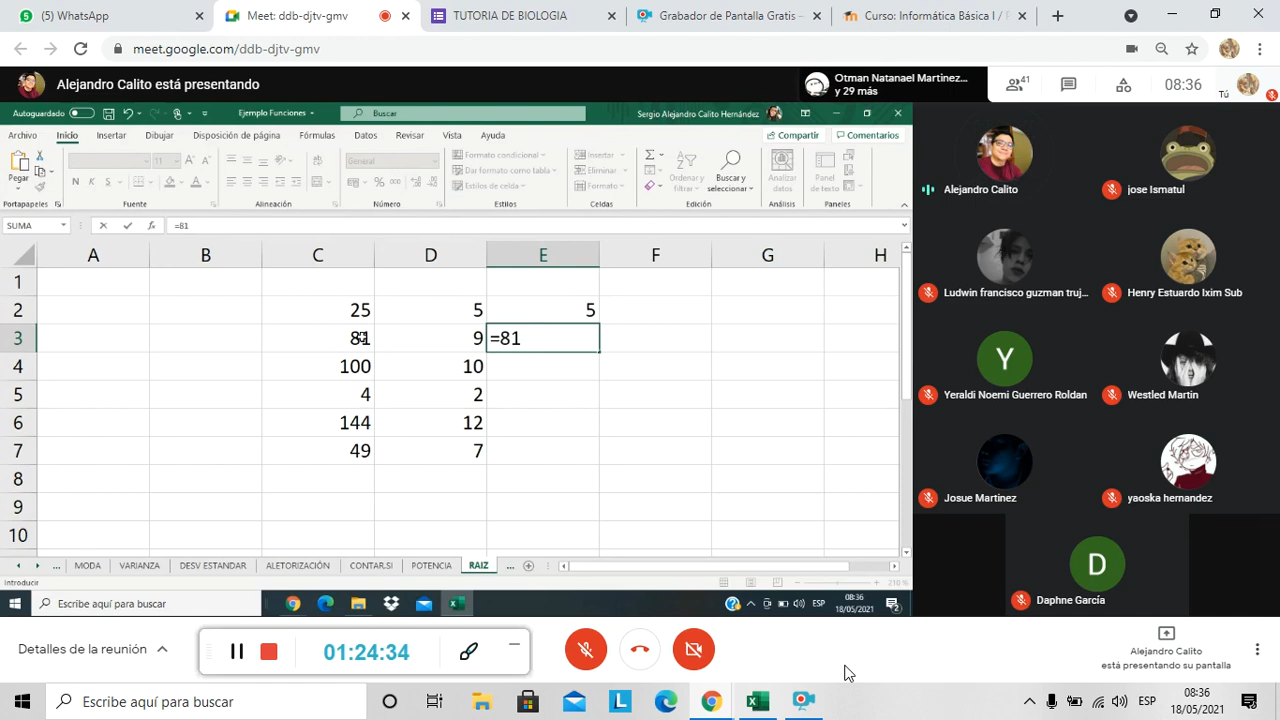 (5) WhatsApp
Meet: ddb-djtv-gmv
TUTORIA DE BIOLOGIA
Grabador de Pantalla Gratis –
Curso: Informática Básica I / P
meet.google.com/ddb-djtv-gmv
Alejandro Calito está presentando
Otman Natanael Martinez...
y 29 más
41
08:36
Tú
Autoguardado
Ejemplo Funciones
Buscar
Sergio Alejandro Calito Hernández
Archivo Inicio Insertar Dibujar Disposición de página Fórmulas Datos Revisar Vista Ayuda
Compartir Comentarios
Pegar
11
General
Formato condicional
Dar formato como tabla
Estilos de celda
Insertar
Eliminar
Formato
Ordenar y filtrar
Buscar y seleccionar
Analizar datos
Panel de texto
Portapapeles Fuente Alineación Número Estilos Celdas Edición Análisis Paneles
SUMA
fx
=81
A B C D E F G H
1
2 25 5 5
3 81 9 =81
4 100 10
5 4 2
6 144 12
7 49 7
8
9
10
... MODA VARIANZA DESV ESTANDAR ALETORIZACIÓN CONTAR.SI POTENCIA RAIZ ...
Introducir
210 %
Escribe aquí para buscar
ESP
08:36
18/05/2021
2
Alejandro Calito
jose Ismatul
Ludwin francisco guzman truj...
Henry Estuardo Ixim Sub
Y
Yeraldi Noemi Guerrero Roldan
Westled Martin
Josue Martinez
yaoska hernandez
D
Daphne García
Detalles de la reunión
01:24:34
Alejandro Calito
está presentando su pantalla
Escribe aquí para buscar
L
ESP
08:36
18/05/2021